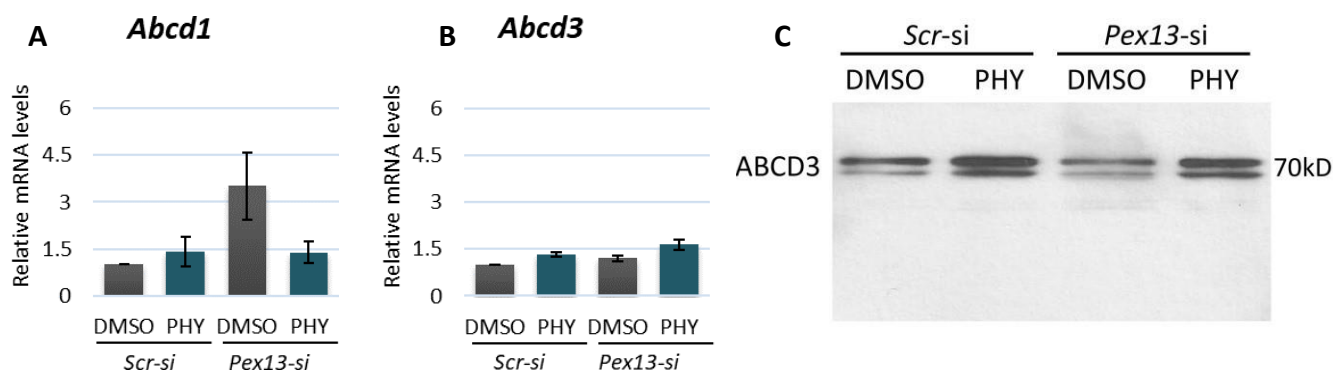 A
Abcd1
Relative mRNA levels
6
4.5
3
1.5
0
DMSO PHY DMSO PHY
Scr-si Pex13-si
B
Abcd3
Relative mRNA levels
6
4.5
3
1.5
0
DMSO PHY DMSO PHY
Scr-si Pex13-si
C
Scr-si Pex13-si
DMSO PHY DMSO PHY
ABCD3 70kD